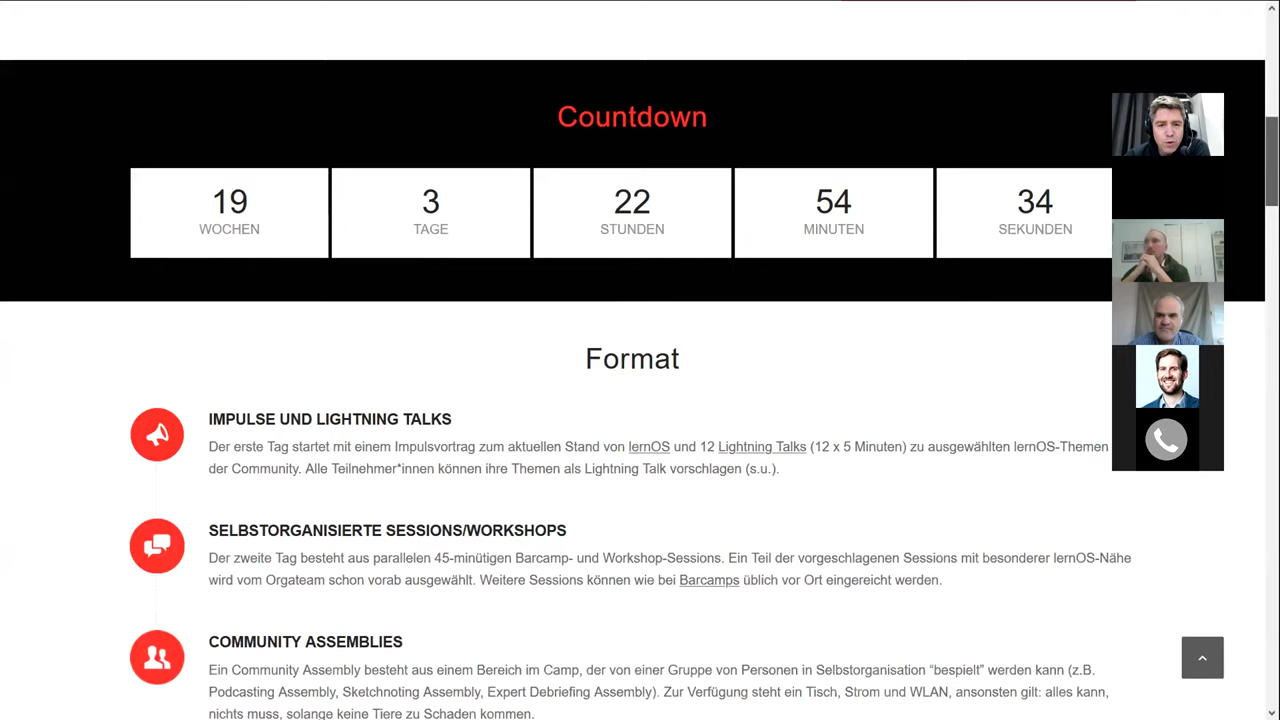 Countdown
19 3 22 54 34
WOCHEN TAGE STUNDEN MINUTEN SEKUNDEN
Format
IMPULSE UND LIGHTNING TALKS
Der erste Tag startet mit einem Impulsvortrag zum aktuellen Stand von lernOS und 12 Lightning Talks (12 x 5 Minuten) zu ausgewählten lernOS-Themen
der Community. Alle Teilnehmer*innen können ihre Themen als Lightning Talk vorschlagen (s.u.).
SELBSTORGANISIERTE SESSIONS/WORKSHOPS
Der zweite Tag besteht aus parallelen 45-minütigen Barcamp- und Workshop-Sessions. Ein Teil der vorgeschlagenen Sessions mit besonderer lernOS-Nähe
wird vom Orgateam schon vorab ausgewählt. Weitere Sessions können wie bei Barcamps üblich vor Ort eingereicht werden.
COMMUNITY ASSEMBLIES
Ein Community Assembly besteht aus einem Bereich im Camp, der von einer Gruppe von Personen in Selbstorganisation “bespielt” werden kann (z.B.
Podcasting Assembly, Sketchnoting Assembly, Expert Debriefing Assembly). Zur Verfügung steht ein Tisch, Strom und WLAN, ansonsten gilt: alles kann,
nichts muss, solange keine Tiere zu Schaden kommen.